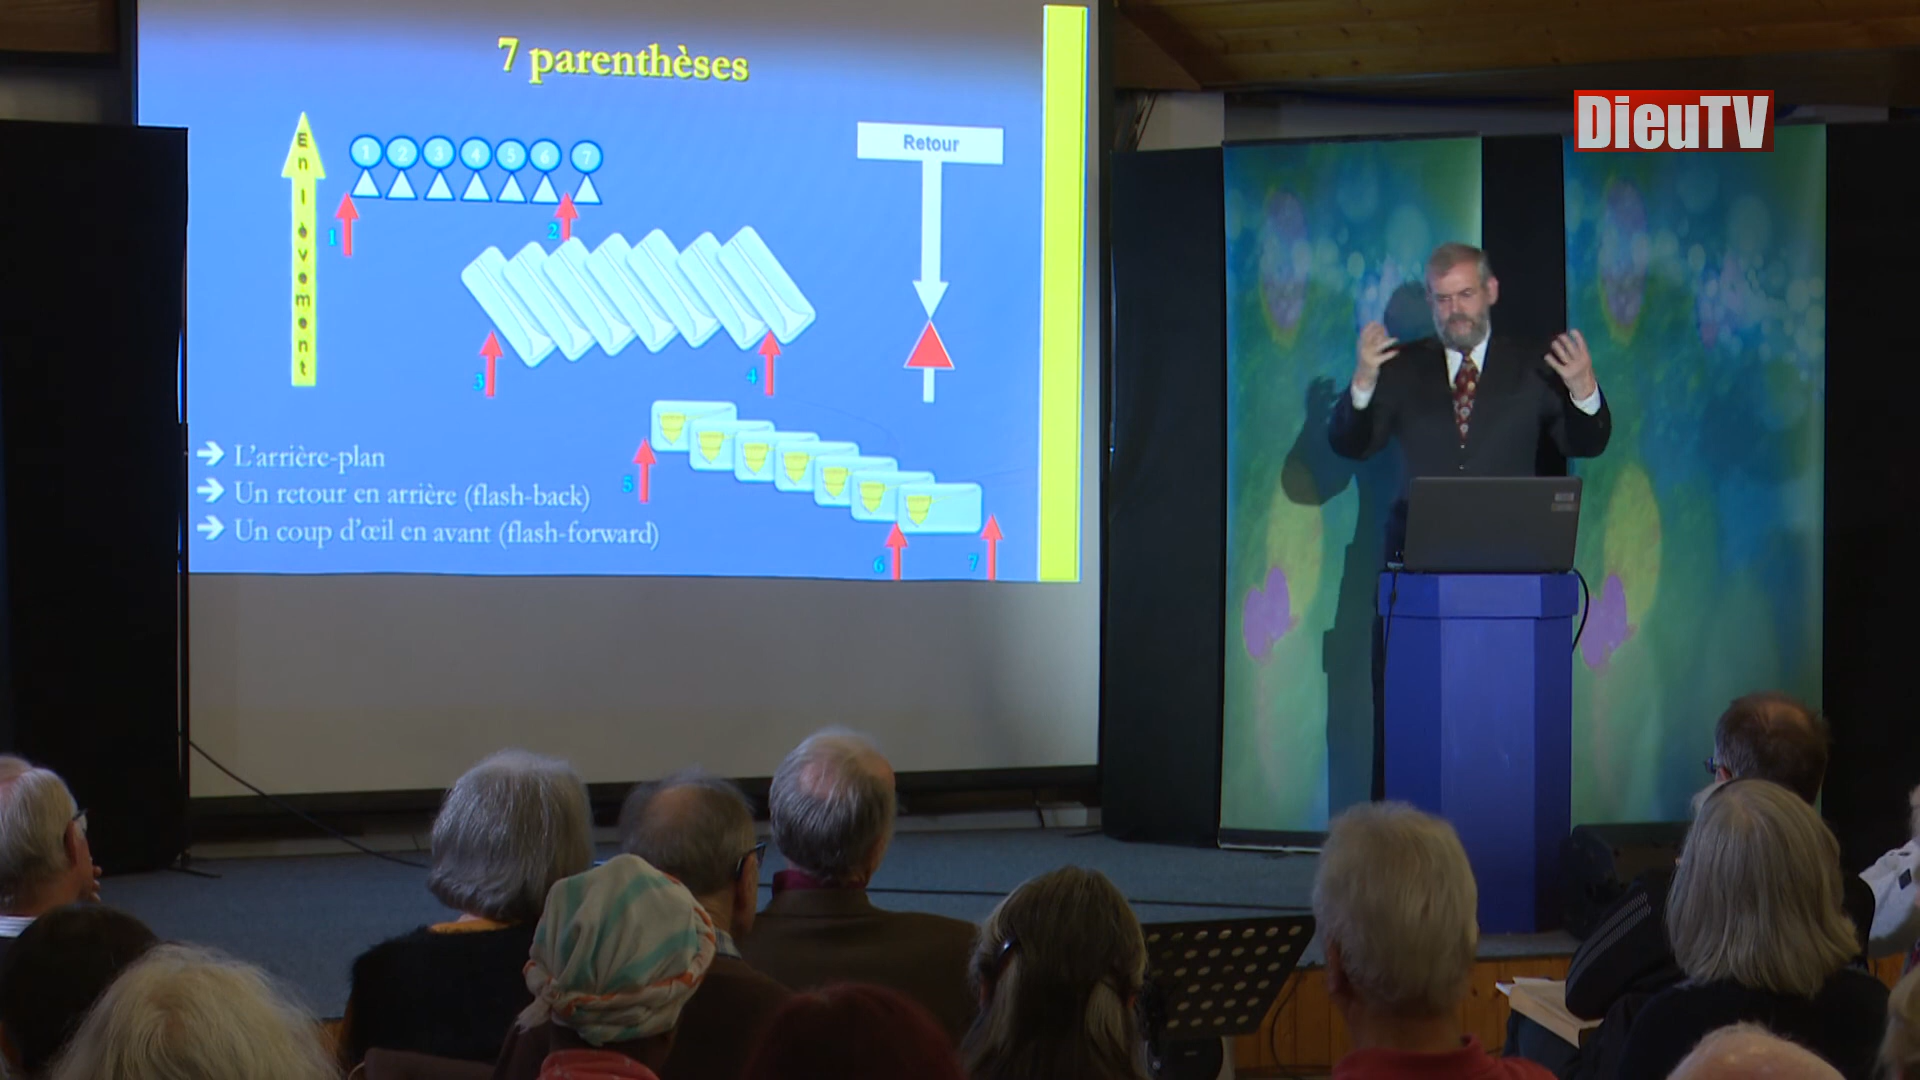 7 parenthèses
DieuTV
Enlèvement
1 2 3 4 5 6 7
Retour
1
2
3
4
5
6
7
L'arrière-plan
Un retour en arrière (flash-back)
Un coup d'œil en avant (flash-forward)